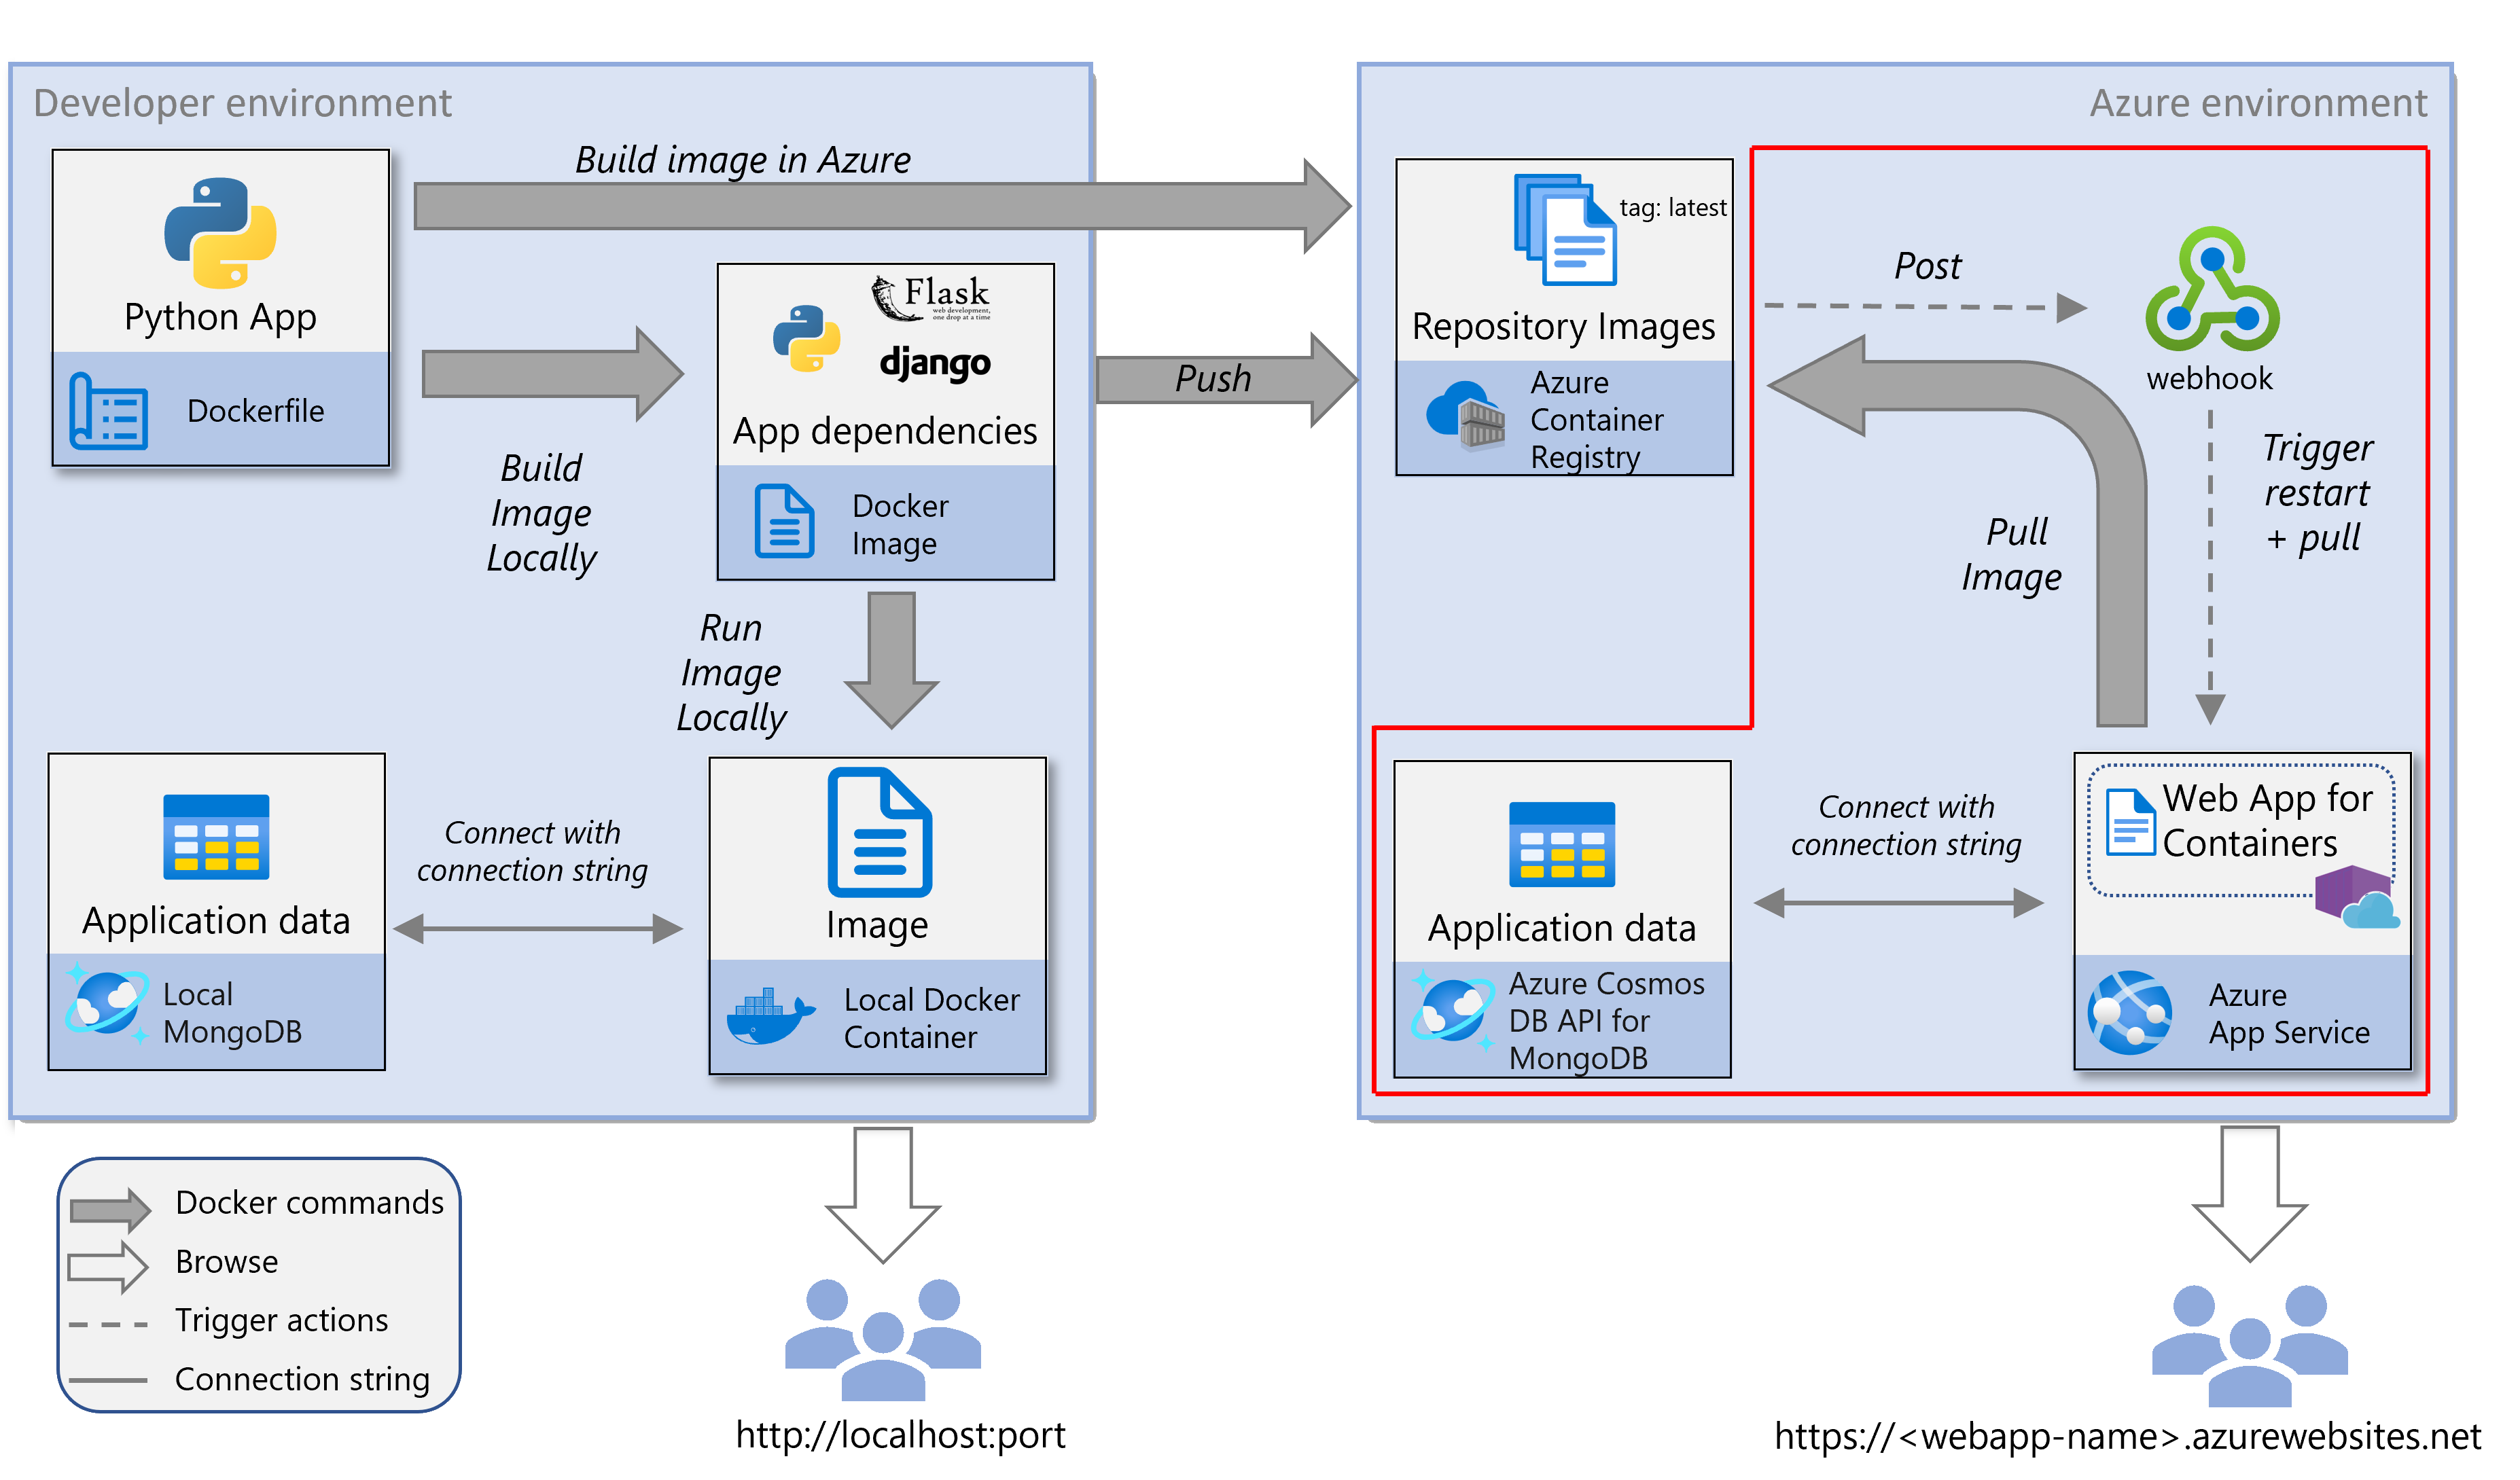 Developer environment
Azure environment
Build image in Azure
Python App
Dockerfile
Build
Image
Locally
Flask
web development,
one drop at a time
django
App dependencies
Docker
Image
Push
tag: latest
Repository Images
Azure
Container
Registry
Post
webhook
Trigger
restart
+ pull
Pull
Image
Run
Image
Locally
Application data
Local
MongoDB
Connect with
connection string
Image
Local Docker
Container
Application data
Azure Cosmos
DB API for
MongoDB
Connect with
connection string
Web App for
Containers
Azure
App Service
Docker commands
Browse
Trigger actions
Connection string
http://localhost:port
https://<webapp-name>.azurewebsites.net